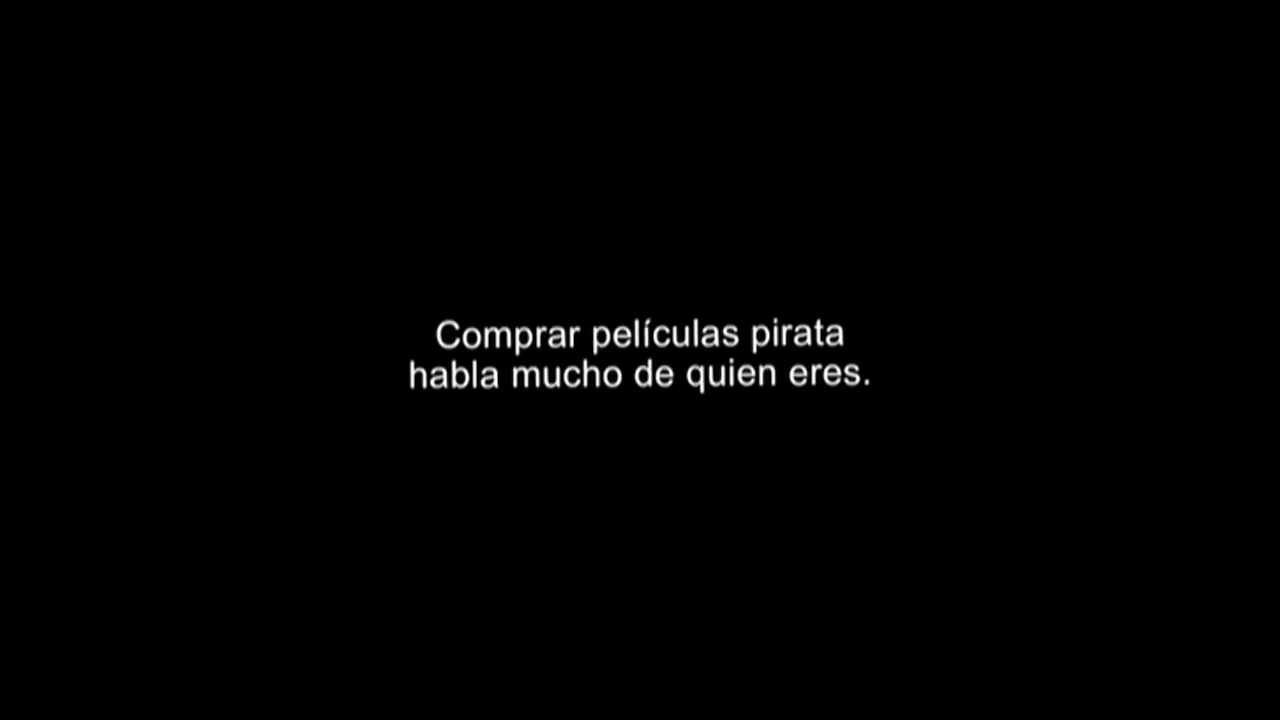 Comprar películas pirata
habla mucho de quien eres.